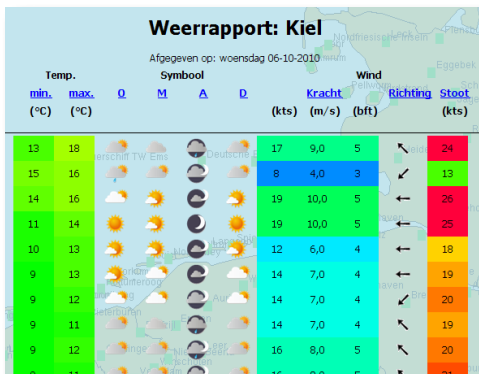 Weerrapport: Kiel
Afgegeven op: woensdag 06-10-2010
Temp. Symbool Wind
min. max. O M A D Kracht Richting Stoot
(°C) (°C) (kts) (m/s) (bft) (kts)
13 18 17 9,0 5 24
15 16 8 4,0 3 13
14 16 19 10,0 5 26
11 14 19 10,0 5 25
10 13 12 6,0 4 18
9 13 14 7,0 4 19
9 12 14 7,0 4 20
9 11 14 7,0 4 19
9 12 16 8,0 5 20